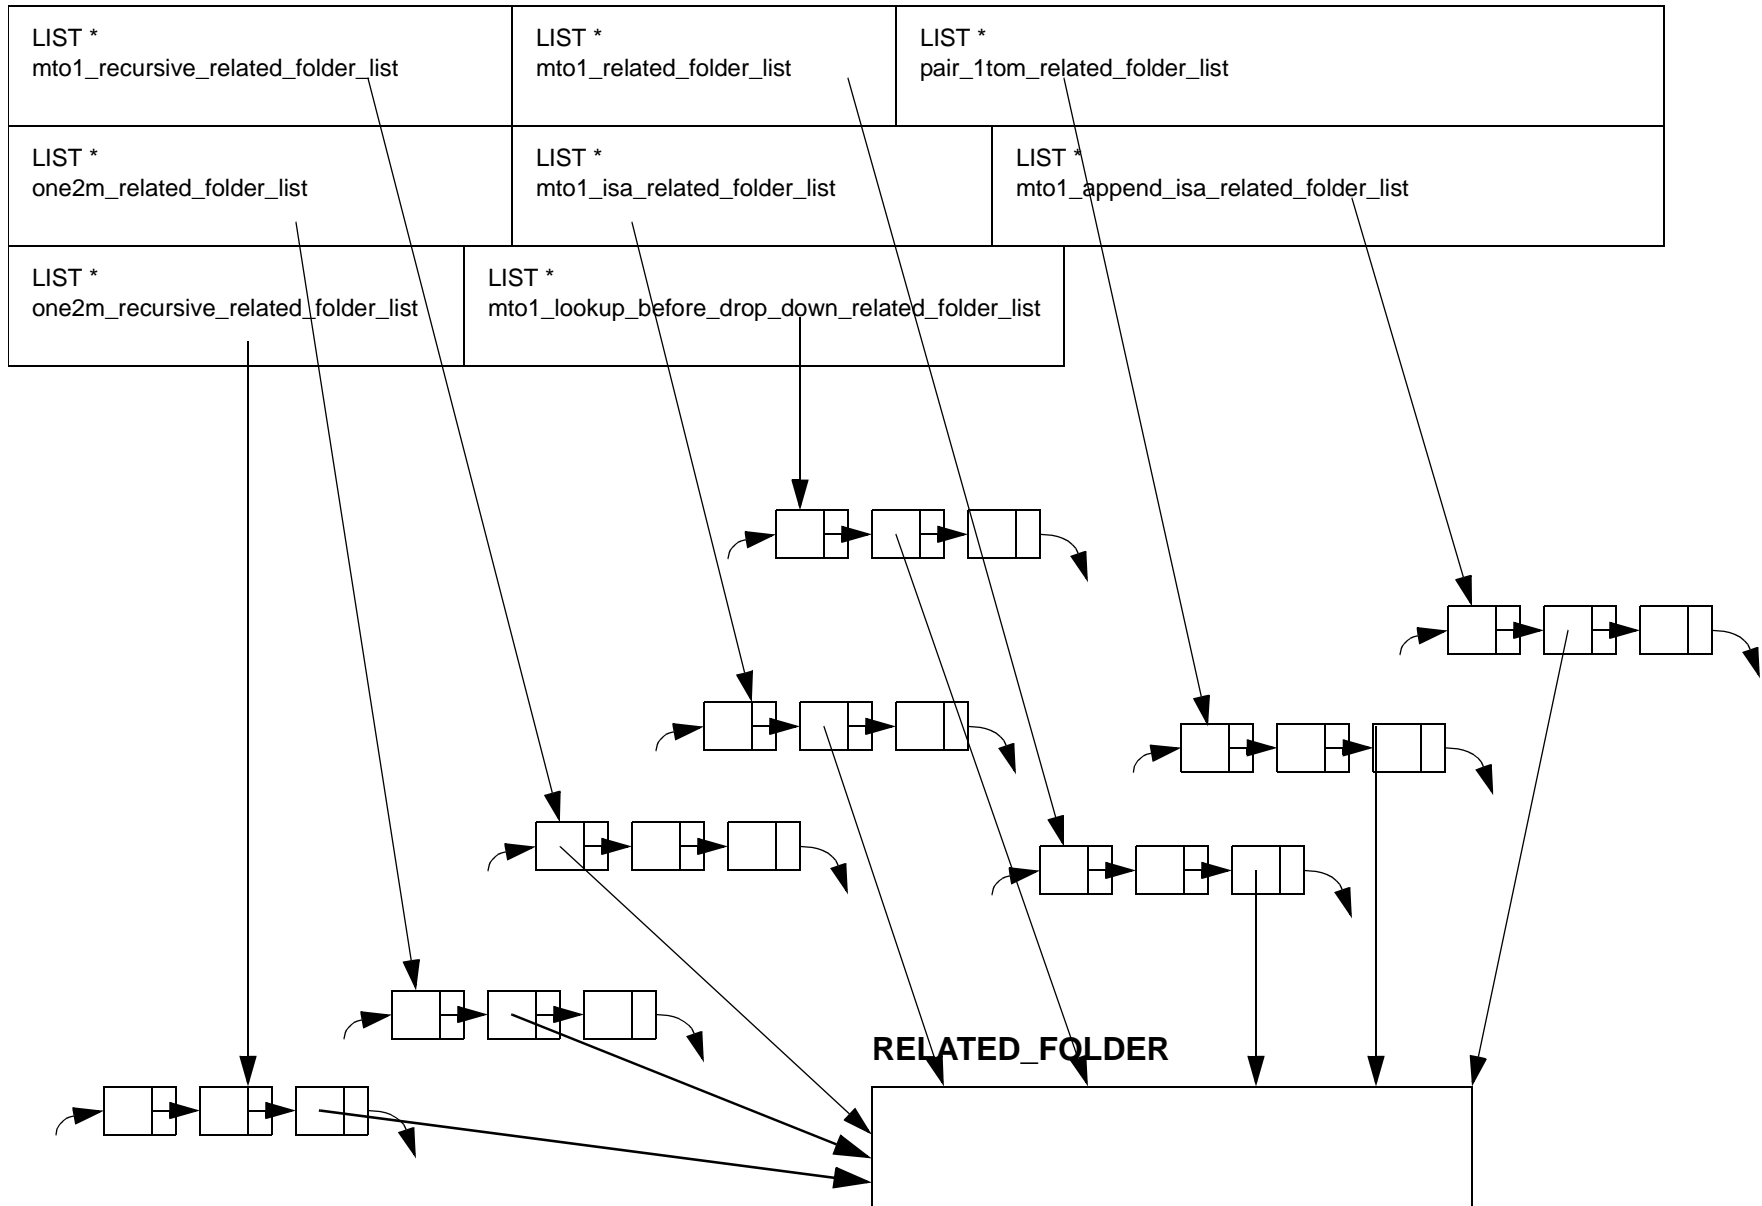 LIST *
mto1_recursive_related_folder_list
LIST *
mto1_related_folder_list
LIST *
pair_1tom_related_folder_list
LIST *
one2m_related_folder_list
LIST *
mto1_isa_related_folder_list
LIST *
mto1_append_isa_related_folder_list
LIST *
one2m_recursive_related_folder_list
LIST *
mto1_lookup_before_drop_down_related_folder_list
RELATED_FOLDER